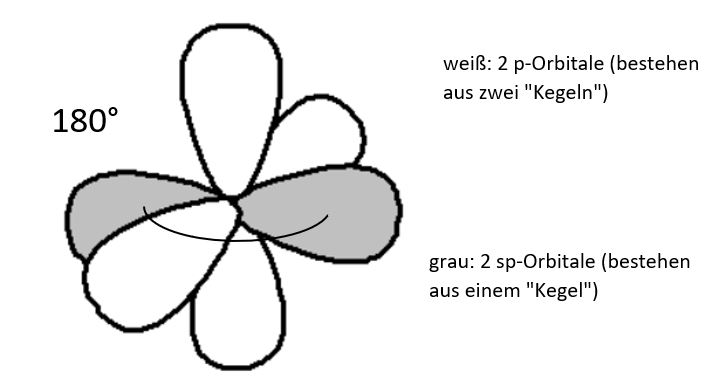 weiß: 2 p-Orbitale (bestehen
aus zwei "Kegeln")
180°
grau: 2 sp-Orbitale (bestehen
aus einem "Kegel")